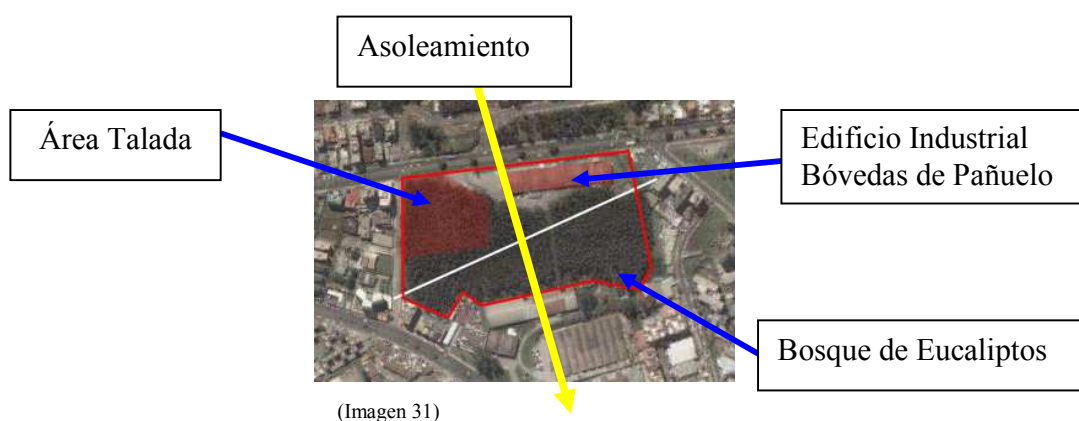 Asoleamiento
Área Talada
Edificio Industrial
Bóvedas de Pañuelo
Bosque de Eucaliptos
(Imagen 31)